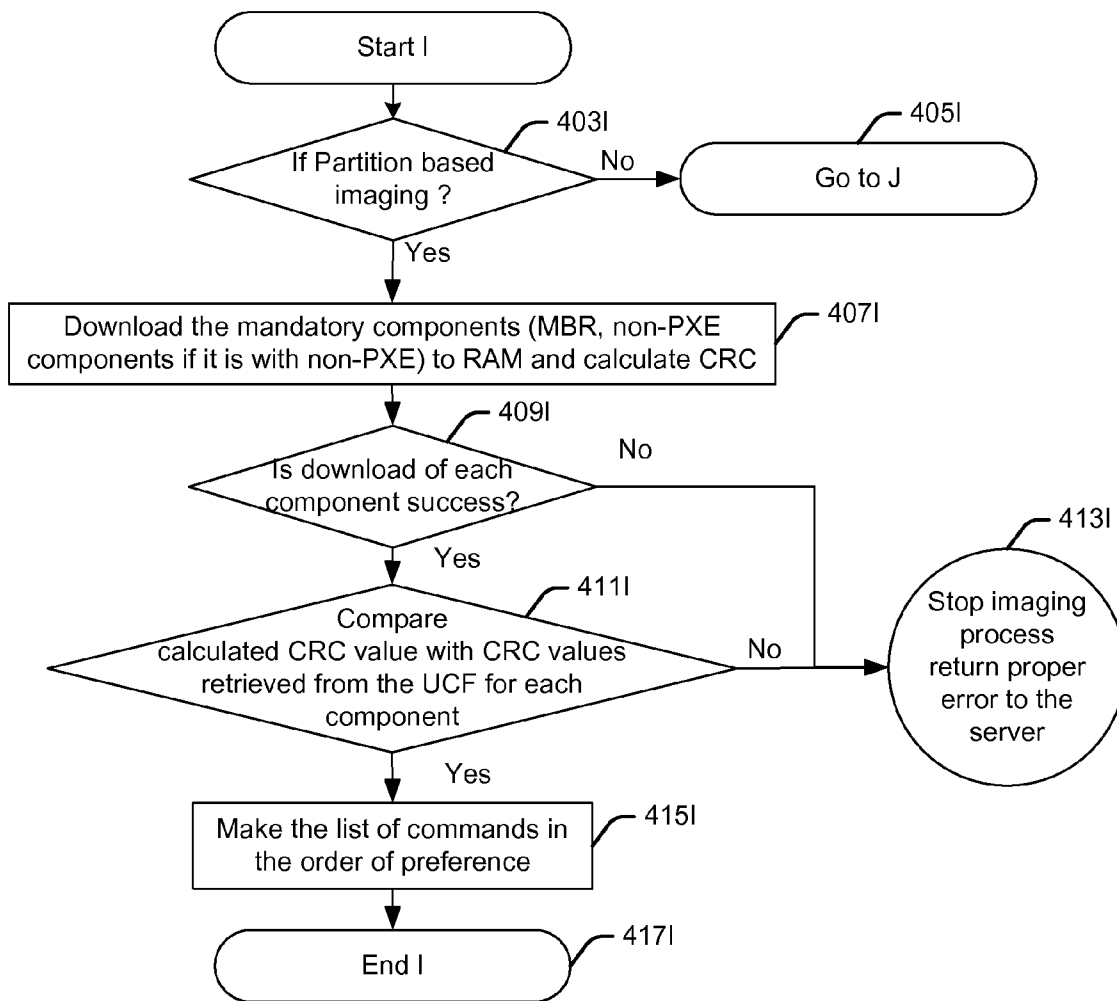 Start I
403I
If Partition based
imaging ?
No
405I
Go to J
Yes
Download the mandatory components (MBR, non-PXE
components if it is with non-PXE) to RAM and calculate CRC
407I
409I
Is download of each
component success?
No
Yes
411I
Compare
calculated CRC value with CRC values
retrieved from the UCF for each
component
No
413I
Stop imaging
process
return proper
error to the
server
Yes
Make the list of commands in
the order of preference
415I
End I
417I